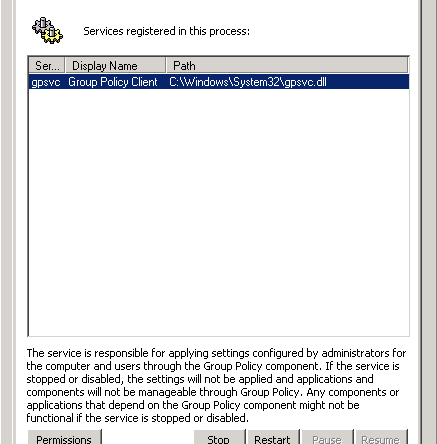 Services registered in this process:
Ser... Display Name Path
gpsvc Group Policy Client C:\Windows\System32\gpsvc.dll
The service is responsible for applying settings configured by administrators for
the computer and users through the Group Policy component. If the service is
stopped or disabled, the settings will not be applied and applications and
components will not be manageable through Group Policy. Any components or
applications that depend on the Group Policy component might not be
functional if the service is stopped or disabled.
Permissions Stop Restart Pause Resume